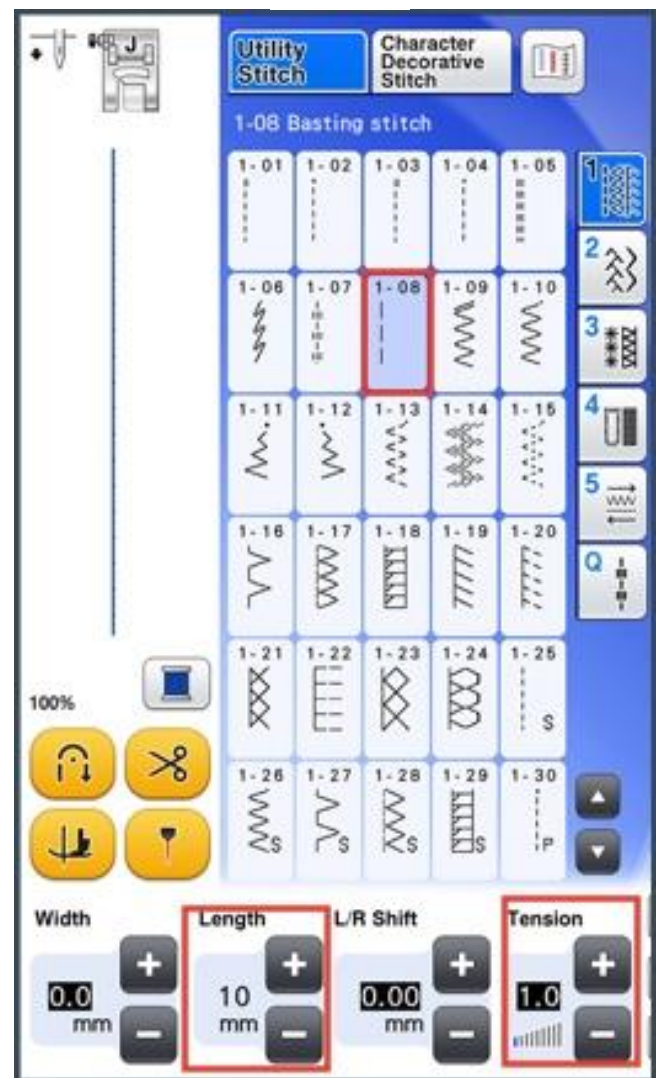 J
Utility
Stitch
Character
Decorative
Stitch
1-08 Basting stitch
1-01 1-02 1-03 1-04 1-05
1
1-06 1-07 1-08 1-09 1-10
2
3
1-11 1-12 1-13 1-14 1-15
4
5
1-16 1-17 1-18 1-19 1-20
Q
1-21 1-22 1-23 1-24 1-25
S
100%
1-26 1-27 1-28 1-29 1-30
S S S S P
Width Length L/R Shift Tension
0.0 10 0.00 1.0
mm mm mm